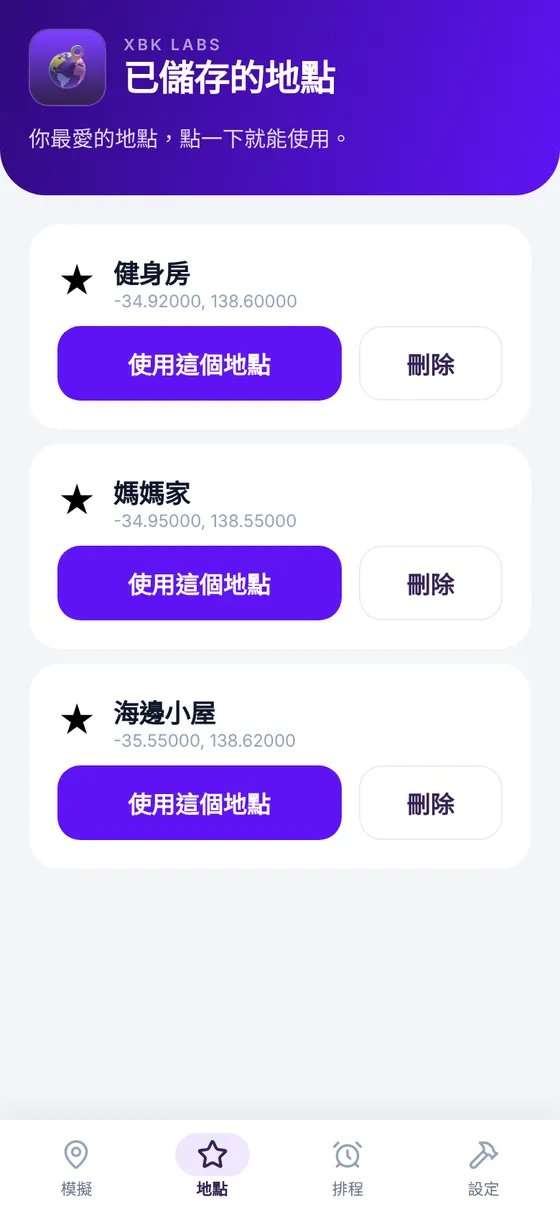 XBK LABS
已儲存的地點
你最愛的地點，點一下就能使用。
健身房
-34.92000, 138.60000
使用這個地點
刪除
媽媽家
-34.95000, 138.55000
使用這個地點
刪除
海邊小屋
-35.55000, 138.62000
使用這個地點
刪除
模擬
地點
排程
設定